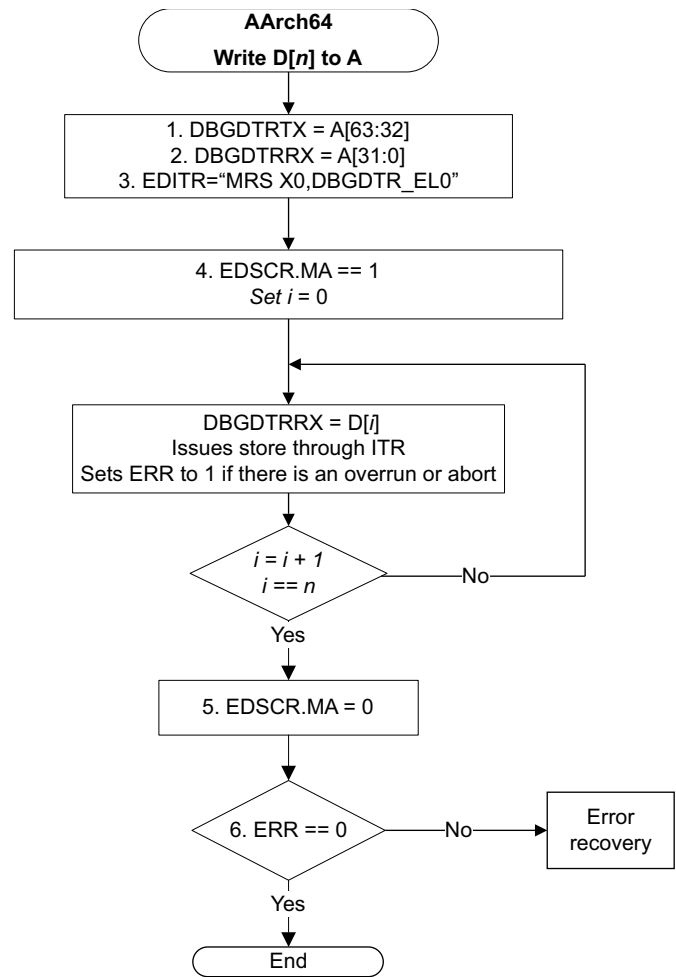 AArch64
Write D[n] to A
1. DBGDTRTX = A[63:32]
2. DBGDTRRX = A[31:0]
3. EDITR=“MRS X0,DBGDTR_EL0”
4. EDSCR.MA == 1
Set i = 0
DBGDTRRX = D[i]
Issues store through ITR
Sets ERR to 1 if there is an overrun or abort
i = i + 1
i == n
No
Yes
5. EDSCR.MA = 0
6. ERR == 0
No
Error
recovery
Yes
End